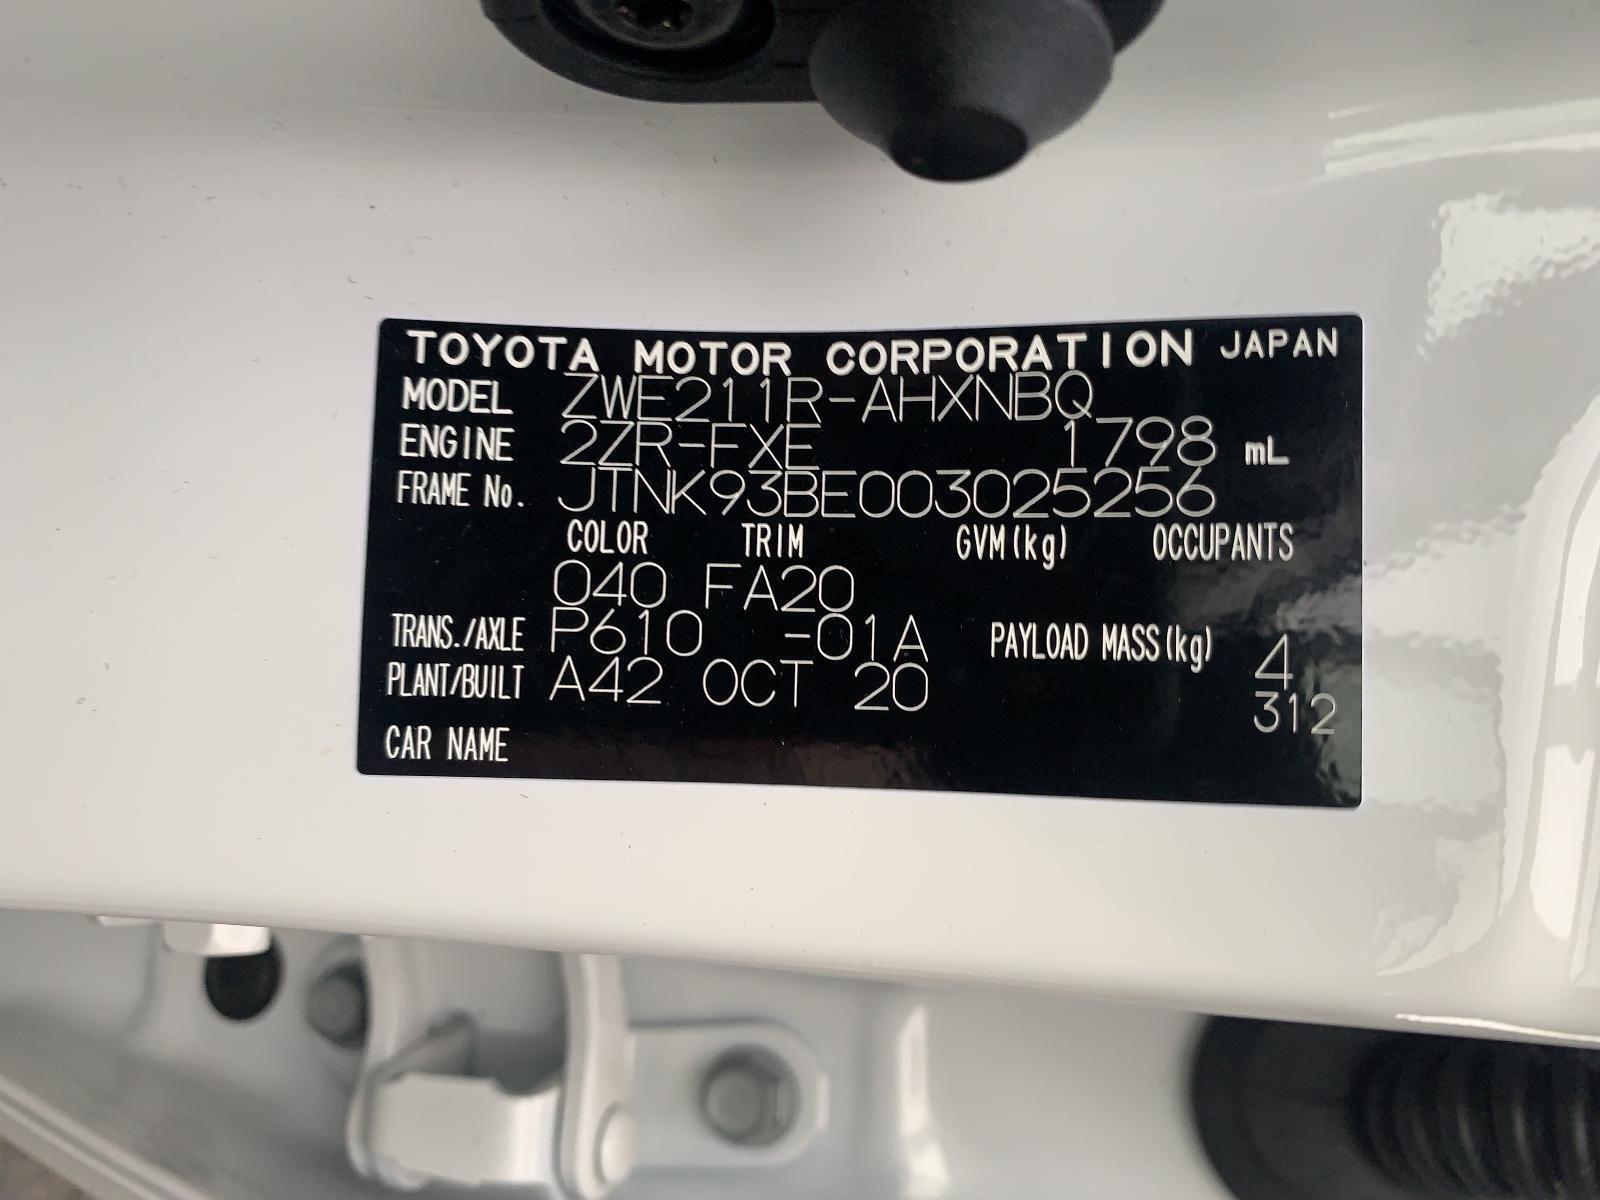 TOYOTA MOTOR CORPORATION JAPAN
MODEL ZWE211R-AHXNBQ
ENGINE 2ZR-FXE 1798 mL
FRAME No. JTNK93BE003025256
COLOR TRIM GVM(kg) OCCUPANTS
040 FA20
TRANS./AXLE P610 -01A PAYLOAD MASS(kg) 4
PLANT/BUILT A42 OCT 20 312
CAR NAME